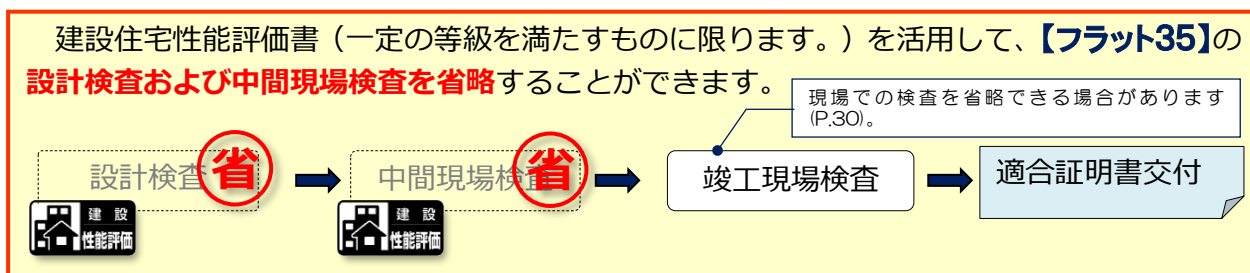 建設住宅性能評価書（一定の等級を満たすものに限ります。）を活用して、【フラット35】の
設計検査および中間現場検査を省略することができます。
現場での検査を省略できる場合があります
(P.30)。
設計検査 省
中間現場検査 省
竣工現場検査
適合証明書交付
建設
性能評価
建設
性能評価